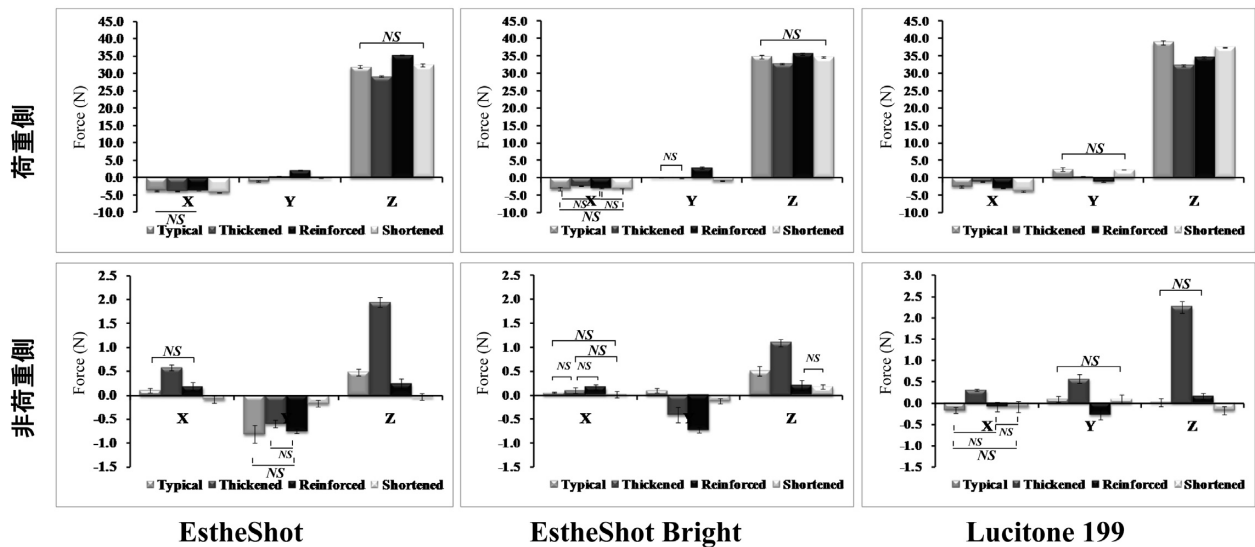 荷重側
Force (N)
45.0
40.0
35.0
30.0
25.0
20.0
15.0
10.0
5.0
0.0
-5.0
-10.0
NS
X
Y
Z
NS
Typical Thickened Reinforced Shortened
Force (N)
45.0
40.0
35.0
30.0
25.0
20.0
15.0
10.0
5.0
0.0
-5.0
-10.0
NS
NS
X
Y
Z
NS
NS
NS
Typical Thickened Reinforced Shortened
Force (N)
45.0
40.0
35.0
30.0
25.0
20.0
15.0
10.0
5.0
0.0
-5.0
-10.0
NS
X
Y
Z
Typical Thickened Reinforced Shortened
非荷重側
Force (N)
2.5
2.0
1.5
1.0
0.5
0.0
-0.5
-1.0
-1.5
NS
X
Z
NS
NS
Typical Thickened Reinforced Shortened
Force (N)
2.5
2.0
1.5
1.0
0.5
0.0
-0.5
-1.0
-1.5
NS
NS
NS
NS
NS
X
Z
Typical Thickened Reinforced Shortened
Force (N)
3.0
2.5
2.0
1.5
1.0
0.5
0.0
-0.5
-1.0
-1.5
NS
NS
X
Y
Z
NS
NS
NS
Typical Thickened Reinforced Shortened
EstheShot
EstheShot Bright
Lucitone 199